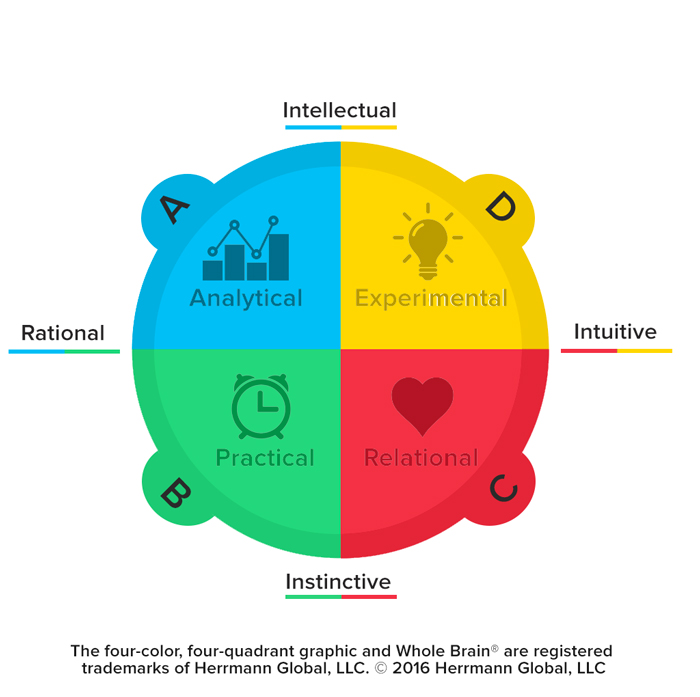 Intellectual
A
D
Analytical
Experimental
Rational
Intuitive
Practical
Relational
B
C
Instinctive
The four-color, four-quadrant graphic and Whole Brain® are registered
trademarks of Herrmann Global, LLC. © 2016 Herrmann Global, LLC